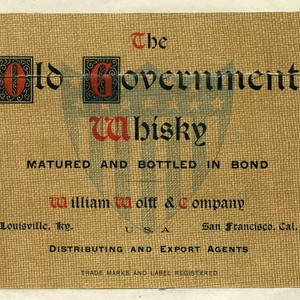 The
Old Government
Whisky
MATURED AND BOTTLED IN BOND
William Wolff & Company
Louisville, Ky. San Francisco, Cal.
U S A
DISTRIBUTING AND EXPORT AGENTS
TRADE MARKS AND LABEL REGISTERED